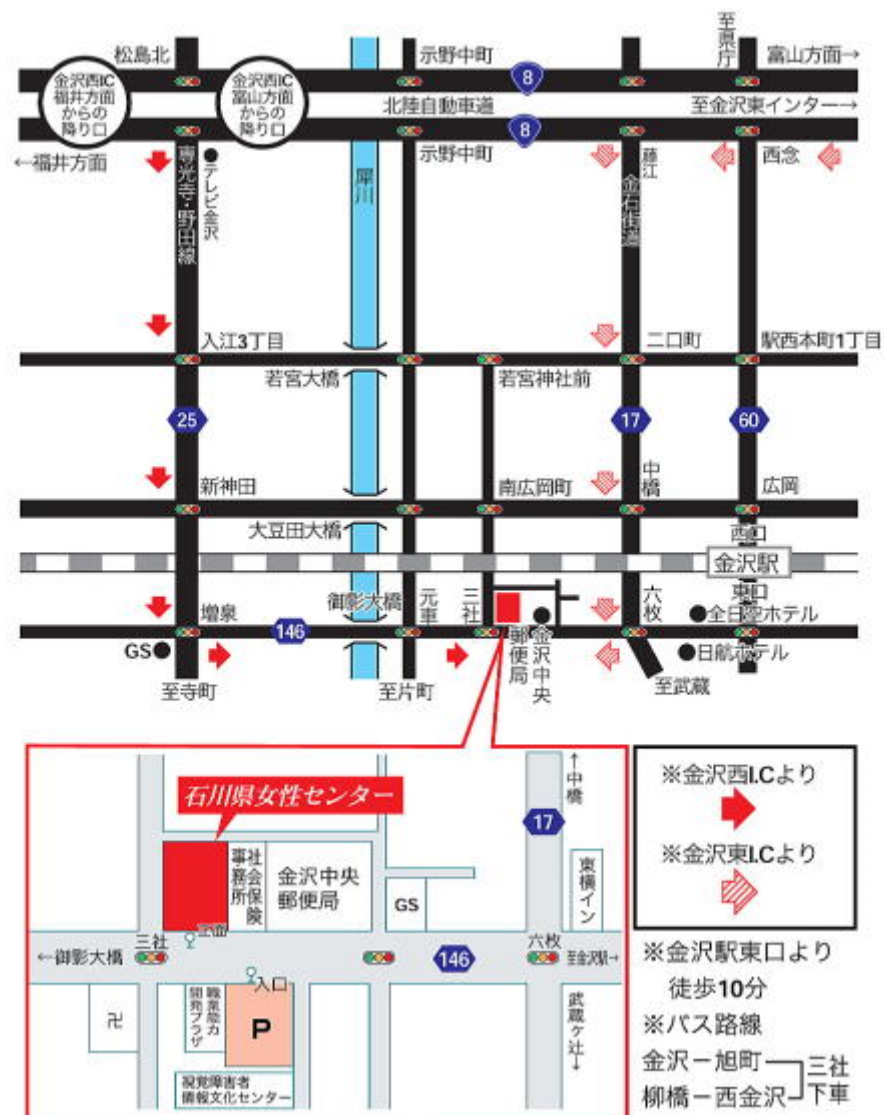 松島北
示野中町
至県庁
富山方面→
8
金沢西IC
福井方面
からの
降り口
金沢西IC
富山方面
からの
降り口
北陸自動車道
至金沢東インター→
8
←福井方面
専光寺・野田線
●テレビ金沢
犀川
示野中町
藤江
金石街道
西念
入江3丁目
二口町
駅西本町1丁目
若宮大橋
若宮神社前
25
17
60
新神田
南広岡町
中橋
広岡
大豆田大橋
西口
金沢駅
東口
増泉
146
御影大橋
元車
三社
六枚
●全日空ホテル
GS●
金沢中央
郵便局
●日航ホテル
至寺町
至片町
至武蔵
石川県女性センター
↑中橋
17
社会保険
事務所
金沢中央
郵便局
GS
東横イン
正面
三社
六枚
←御影大橋
146
至金沢駅→
入口
卍
職業能力
開発プラザ
P
武蔵ヶ辻→
視覚障害者
情報文化センター
※金沢西I.Cより
※金沢東I.Cより
※金沢駅東口より
徒歩10分
※バス路線
金沢－旭町
柳橋－西金沢
三社
下車